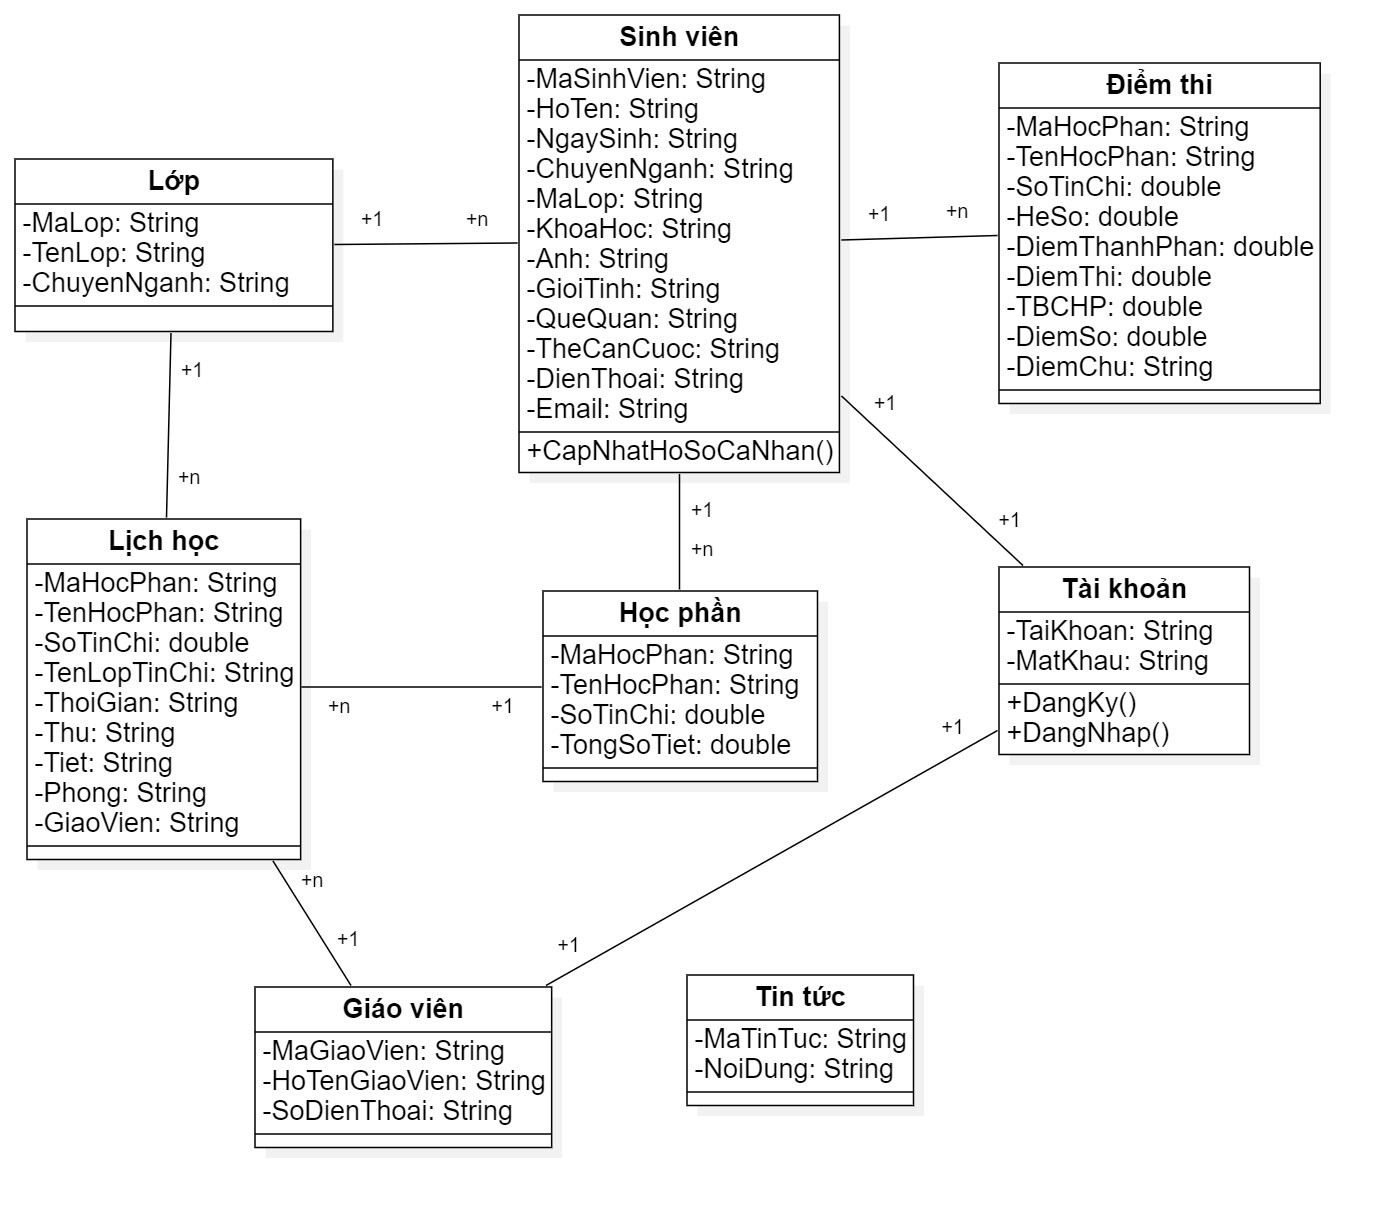 Sinh viên
-MaSinhVien: String
-HoTen: String
-NgaySinh: String
-ChuyenNganh: String
-MaLop: String
-KhoaHoc: String
-Anh: String
-GioiTinh: String
-QueQuan: String
-TheCanCuoc: String
-DienThoai: String
-Email: String
+CapNhatHoSoCaNhan()
Điểm thi
-MaHocPhan: String
-TenHocPhan: String
-SoTinChi: double
-HeSo: double
-DiemThanhPhan: double
-DiemThi: double
-TBCHP: double
-DiemSo: double
-DiemChu: String
Lớp
-MaLop: String
-TenLop: String
-ChuyenNganh: String
+1
+n
+1
+n
+1
+n
+1
+1
+1
+n
Lịch học
-MaHocPhan: String
-TenHocPhan: String
-SoTinChi: double
-TenLopTinChi: String
-ThoiGian: String
-Thu: String
-Tiet: String
-Phong: String
-GiaoVien: String
+n
+1
Học phần
-MaHocPhan: String
-TenHocPhan: String
-SoTinChi: double
-TongSoTiet: double
Tài khoản
-TaiKhoan: String
-MatKhau: String
+DangKy()
+DangNhap()
+1
+1
+n
+1
Giáo viên
-MaGiaoVien: String
-HoTenGiaoVien: String
-SoDienThoai: String
Tin tức
-MaTinTuc: String
-NoiDung: String